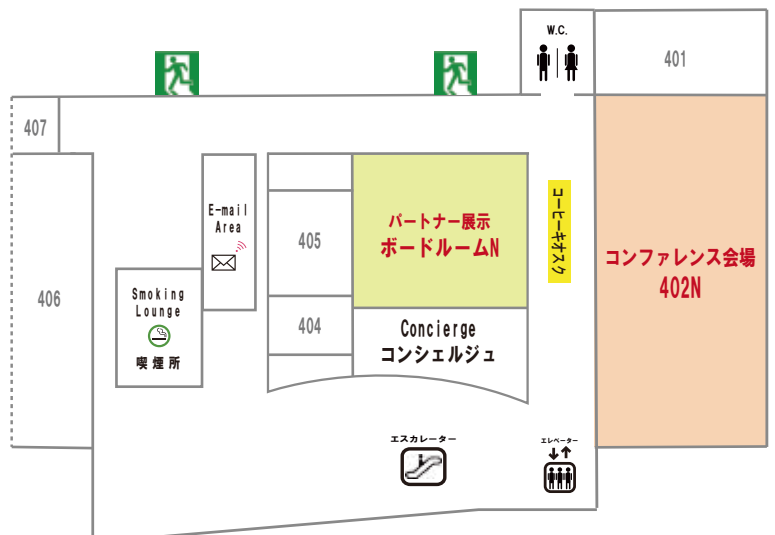 W.C.
401
407
E-mail
Area
405
パートナー展示
ボードルームN
コーヒーキオスク
コンファレンス会場
402N
406
Smoking
Lounge
喫煙所
404
Concierge
コンシェルジュ
エスカレーター
エレベーター